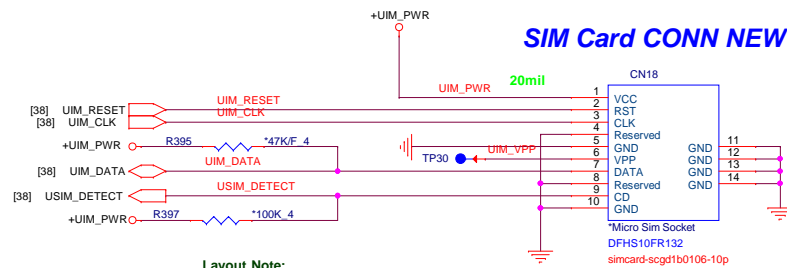 +UIM_PWR
SIM Card CONN NEW
CN18
UIM_PWR
20mil
1
VCC
[38] UIM_RESET
UIM_RESET
2
RST
[38] UIM_CLK
UIM_CLK
3
CLK
4
Reserved
+UIM_PWR
R395
*47K/F_4
5
GND
GND
11
TP30
UIM_VPP
6
VPP
GND
12
[38] UIM_DATA
UIM_DATA
7
DATA
GND
13
8
Reserved
GND
14
[38] USIM_DETECT
USIM_DETECT
9
CD
10
GND
+UIM_PWR
R397
*100K_4
*Micro Sim Socket
DFHS10FR132
simcard-scgd1b0106-10p
Layout Note: